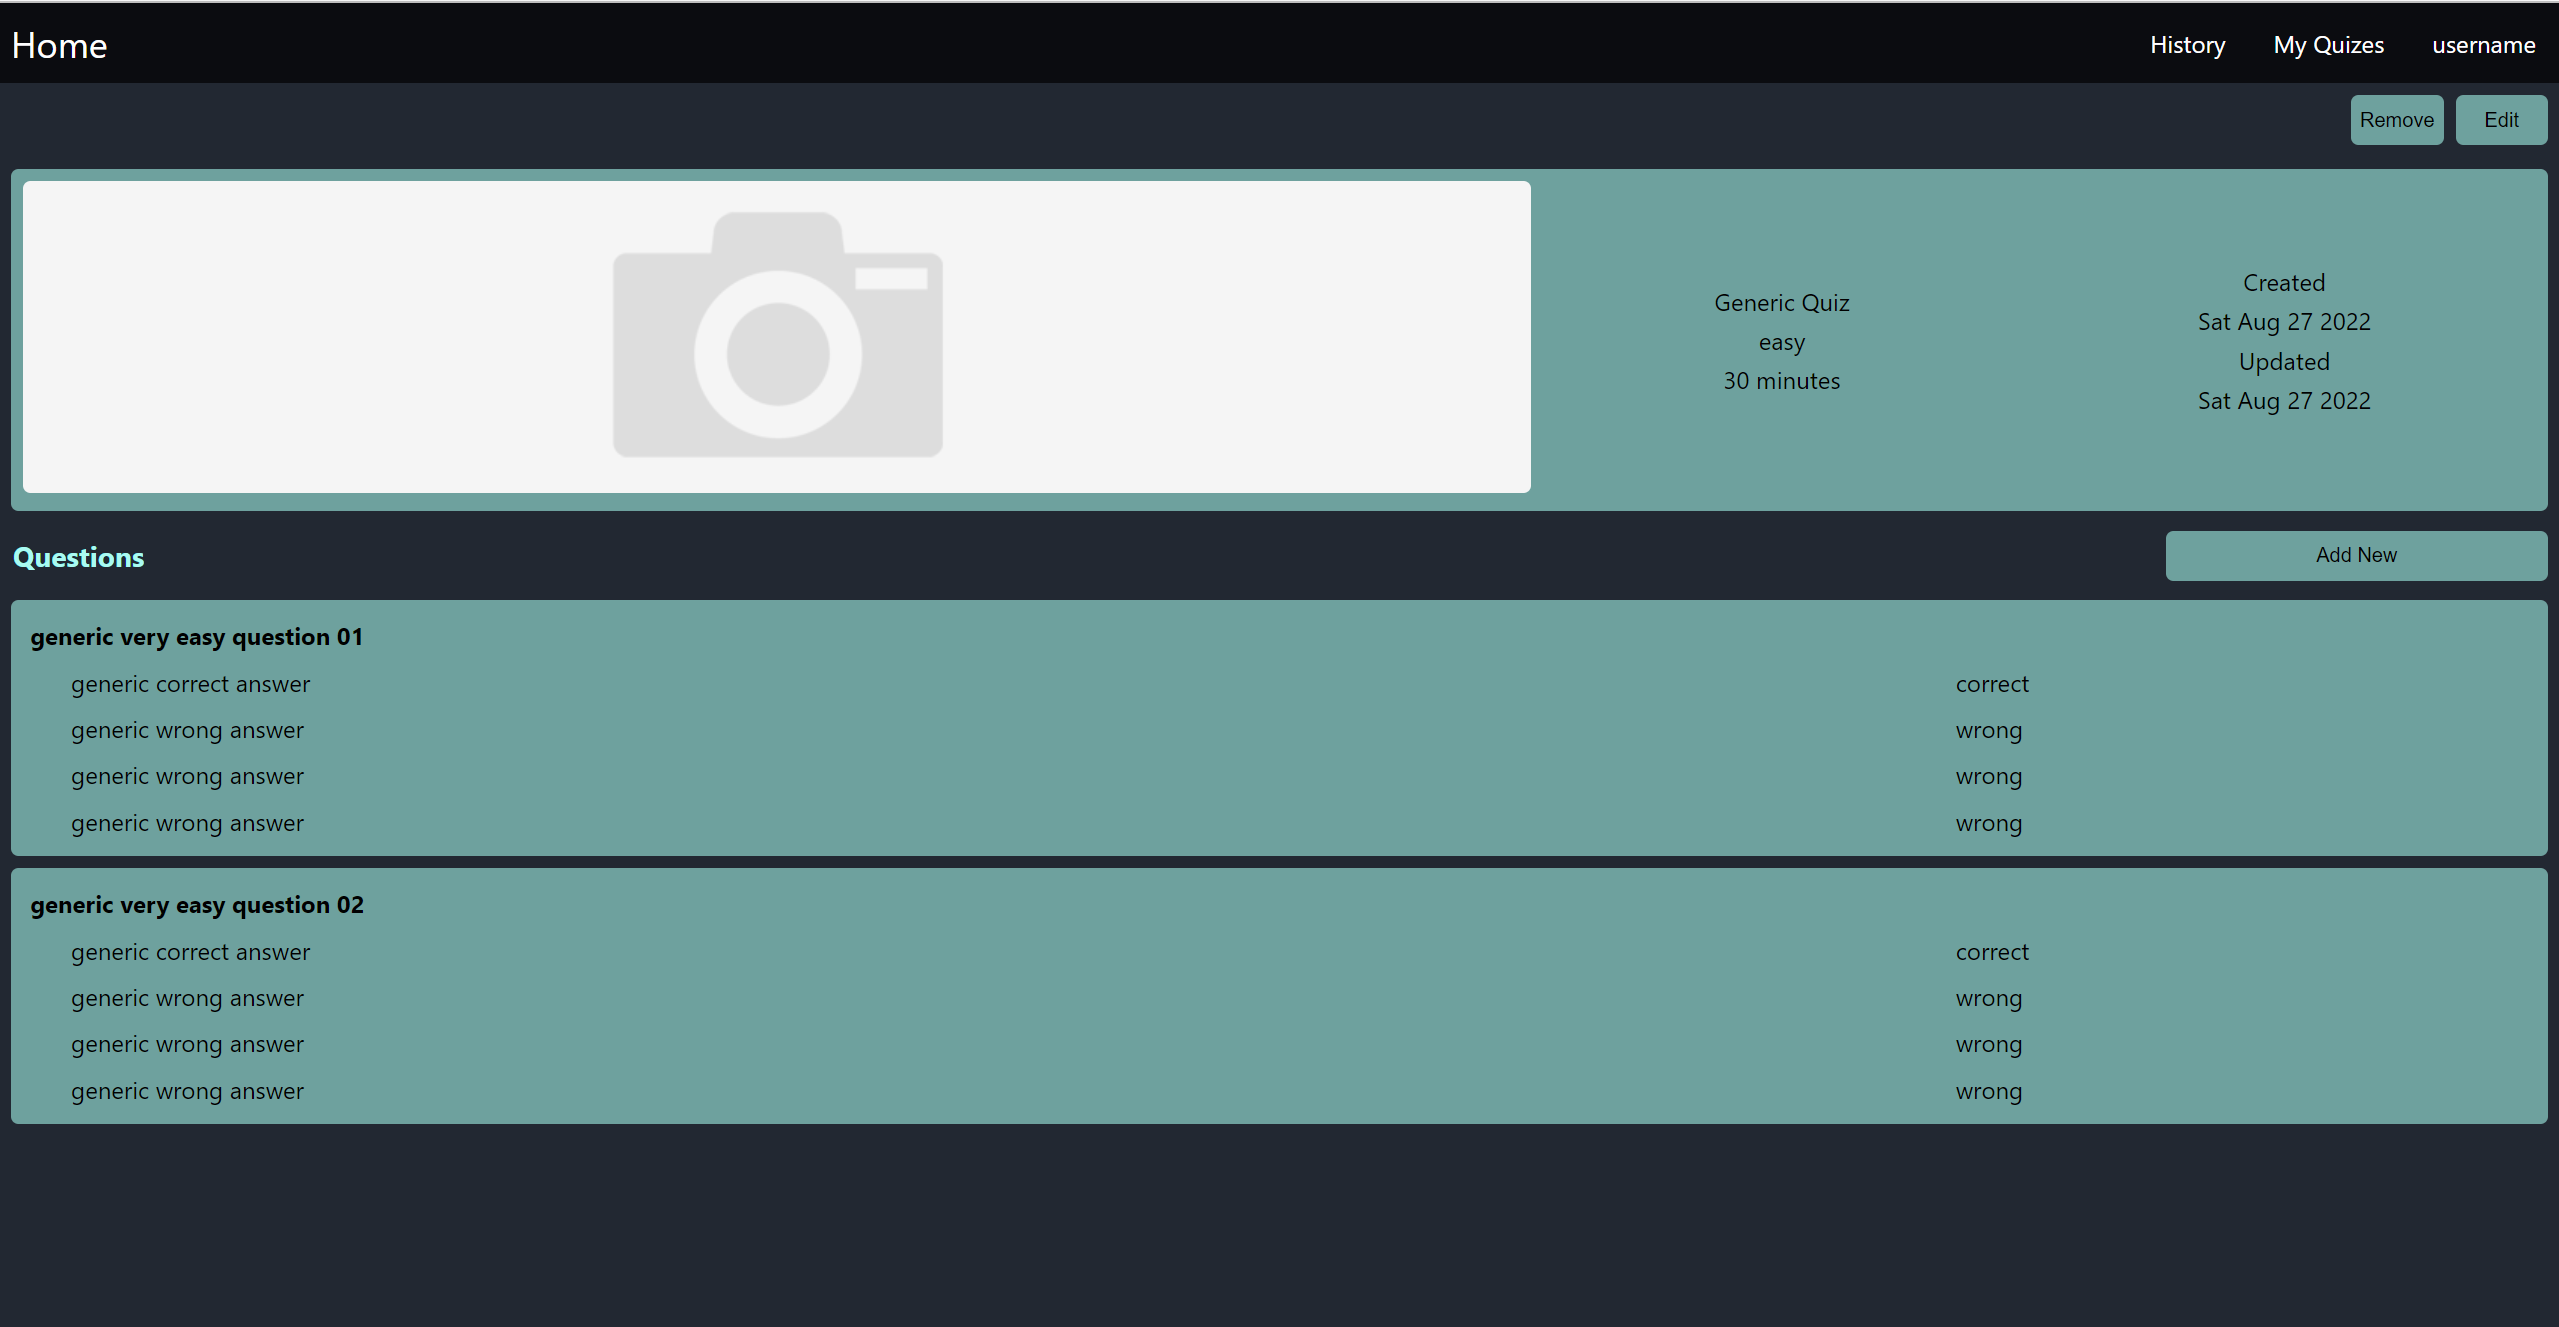 Home History My Quizes username
Remove Edit
Generic Quiz
easy
30 minutes
Created
Sat Aug 27 2022
Updated
Sat Aug 27 2022
Questions Add New
generic very easy question 01
generic correct answer correct
generic wrong answer wrong
generic wrong answer wrong
generic wrong answer wrong
generic very easy question 02
generic correct answer correct
generic wrong answer wrong
generic wrong answer wrong
generic wrong answer wrong